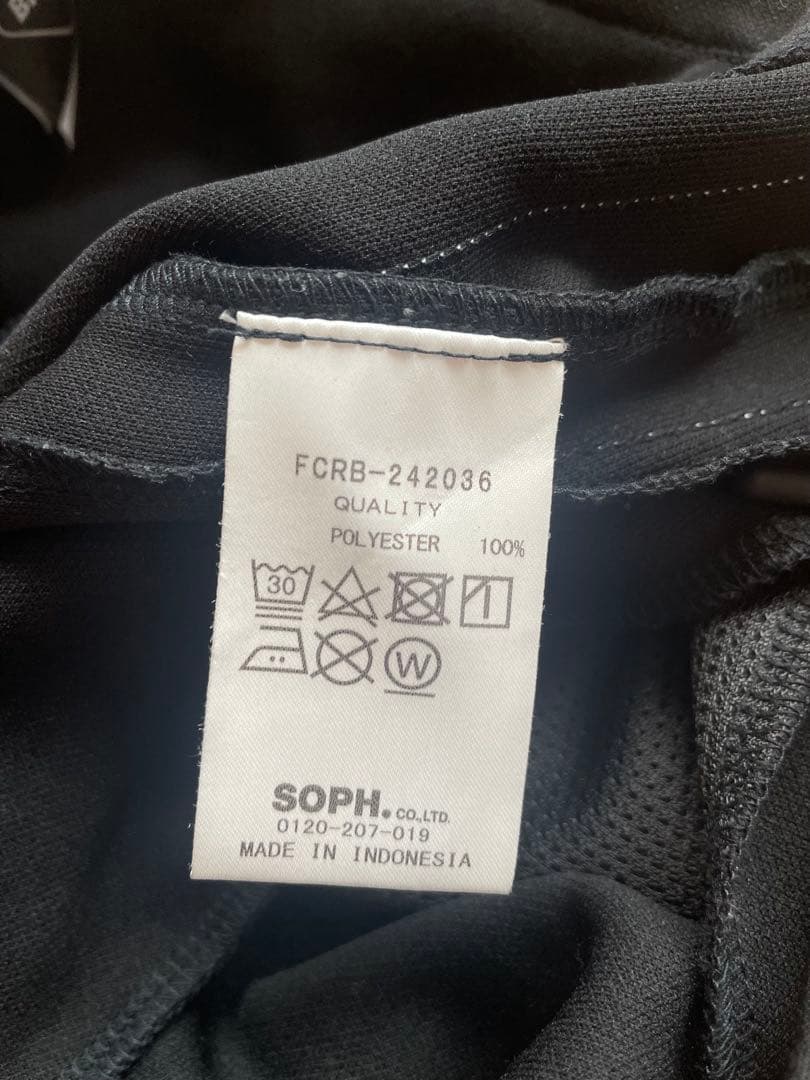 FCRB-242036
QUALITY
POLYESTER 100%
30
W
SOPH. CO.,LTD.
0120-207-019
MADE IN INDONESIA